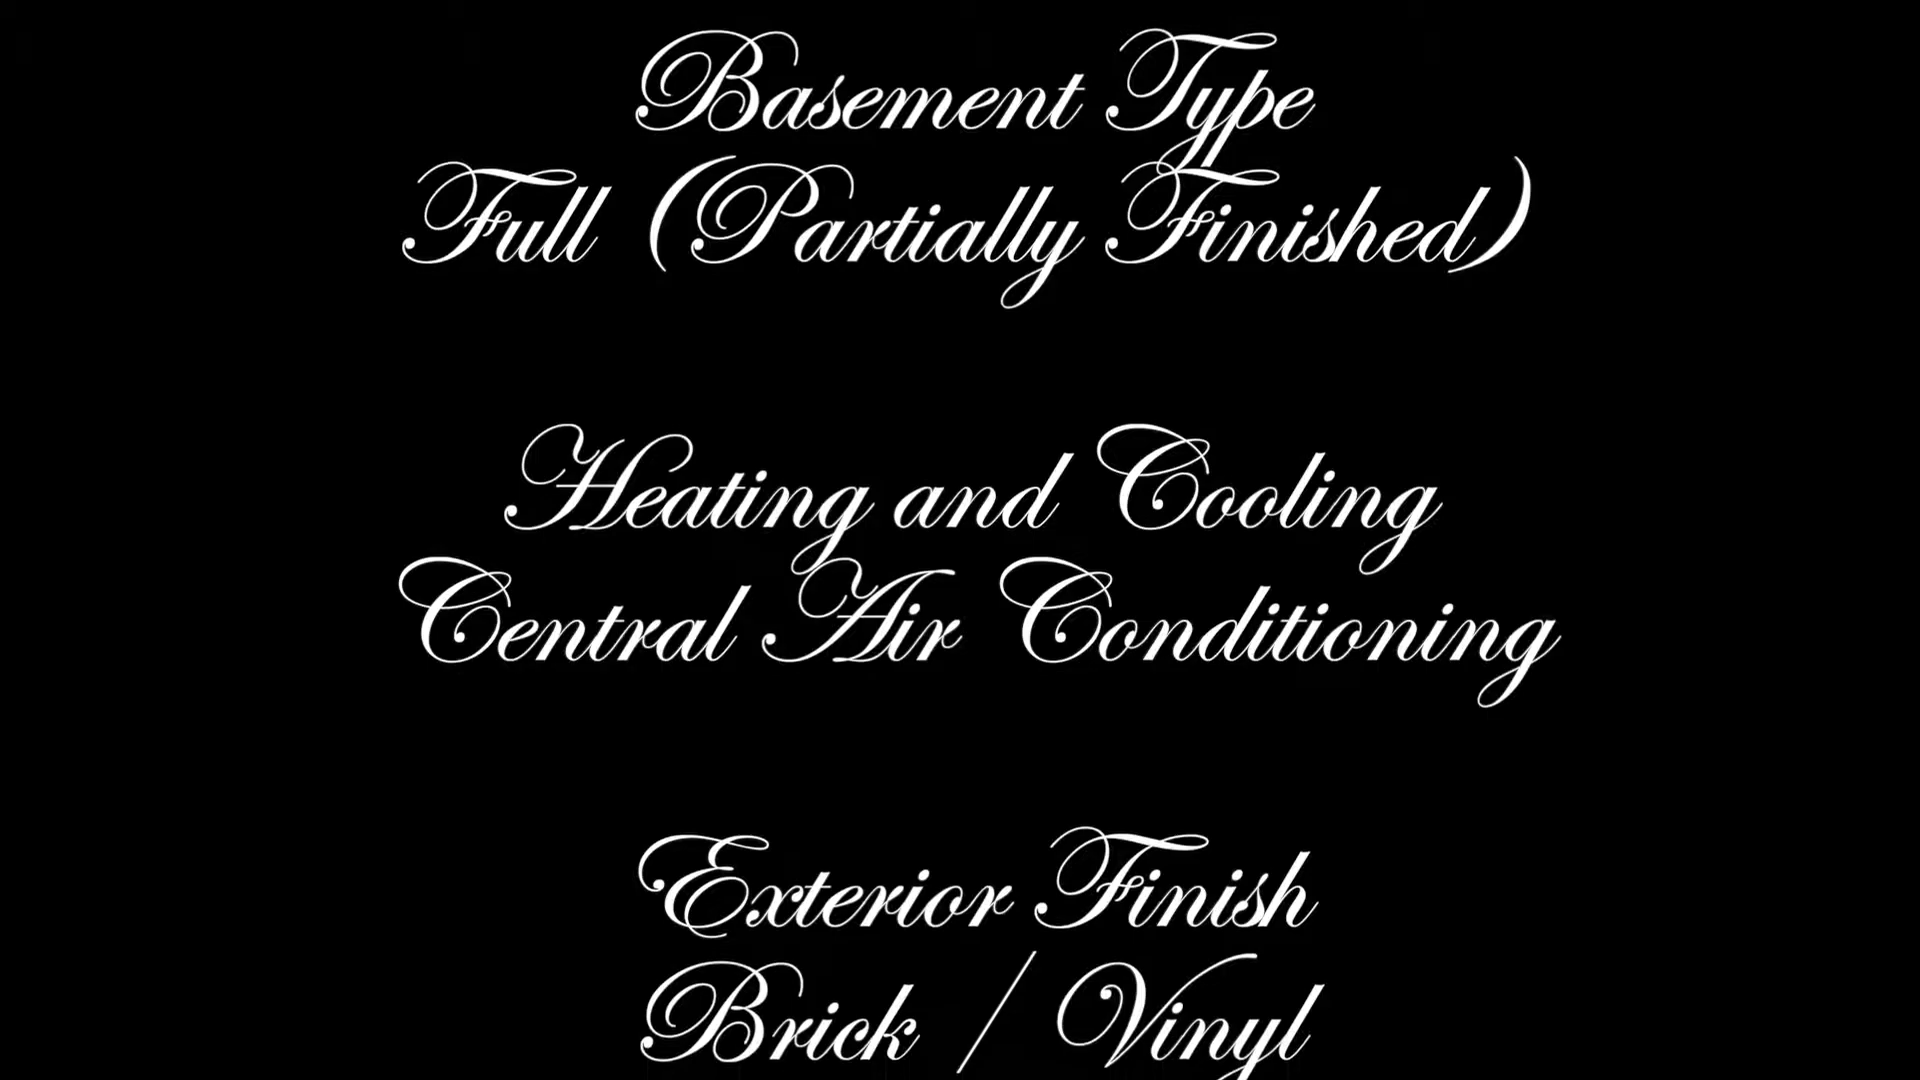 Basement Type
Full (Partially Finished)
Heating and Cooling
Central Air Conditioning
Exterior Finish
Brick / Vinyl